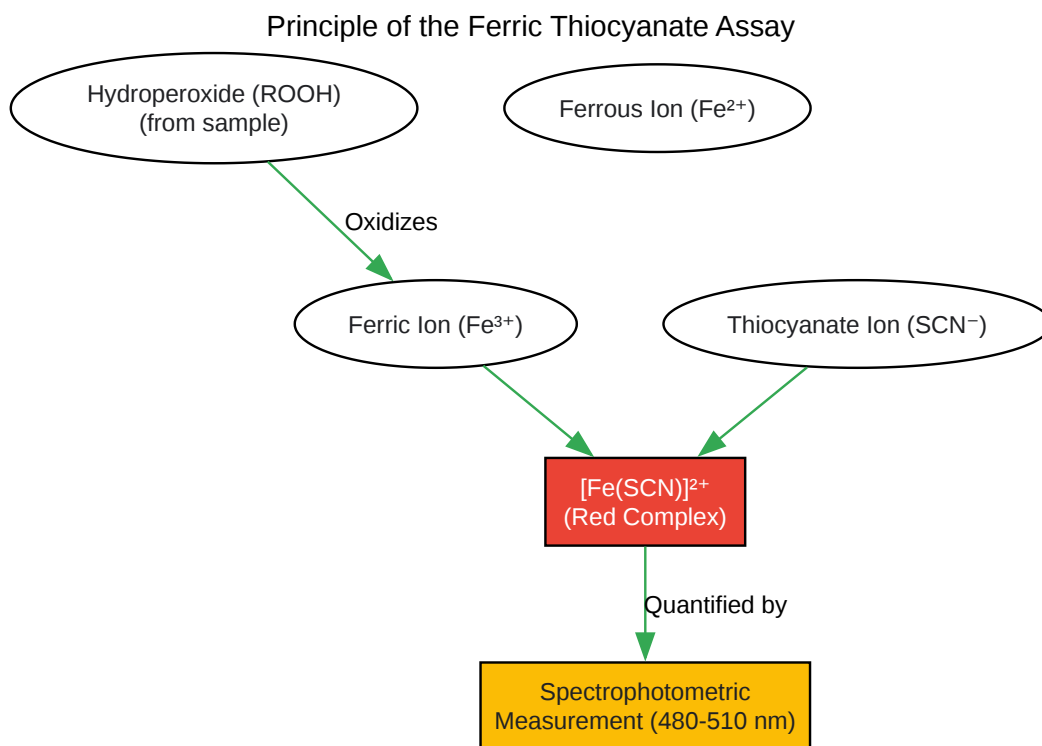 Principle of the Ferric Thiocyanate Assay
Hydroperoxide (ROOH)
(from sample)
Ferrous Ion (Fe²⁺)
Oxidizes
Ferric Ion (Fe³⁺)
Thiocyanate Ion (SCN⁻)
[Fe(SCN)]²⁺
(Red Complex)
Quantified by
Spectrophotometric
Measurement (480-510 nm)